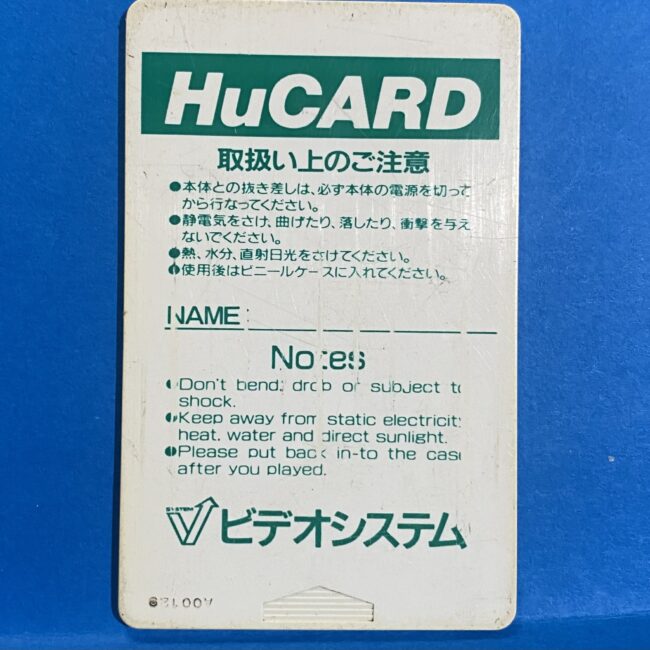 HuCARD
取扱い上のご注意
●本体との抜き差しは、必ず本体の電源を切って
から行なってください。
●静電気をさけ、曲げたり、落したり、衝撃を与え
ないでください。
●熱、水分、直射日光をさけてください。
●使用後はビニールケースに入れてください。
NAME
Notes
●Don't bend, drop or subject to
shock.
●Keep away from static electricity
heat. water and direct sunlight.
●Please put back in-to the case
after you played.
SYSTEM
V ビデオシステム